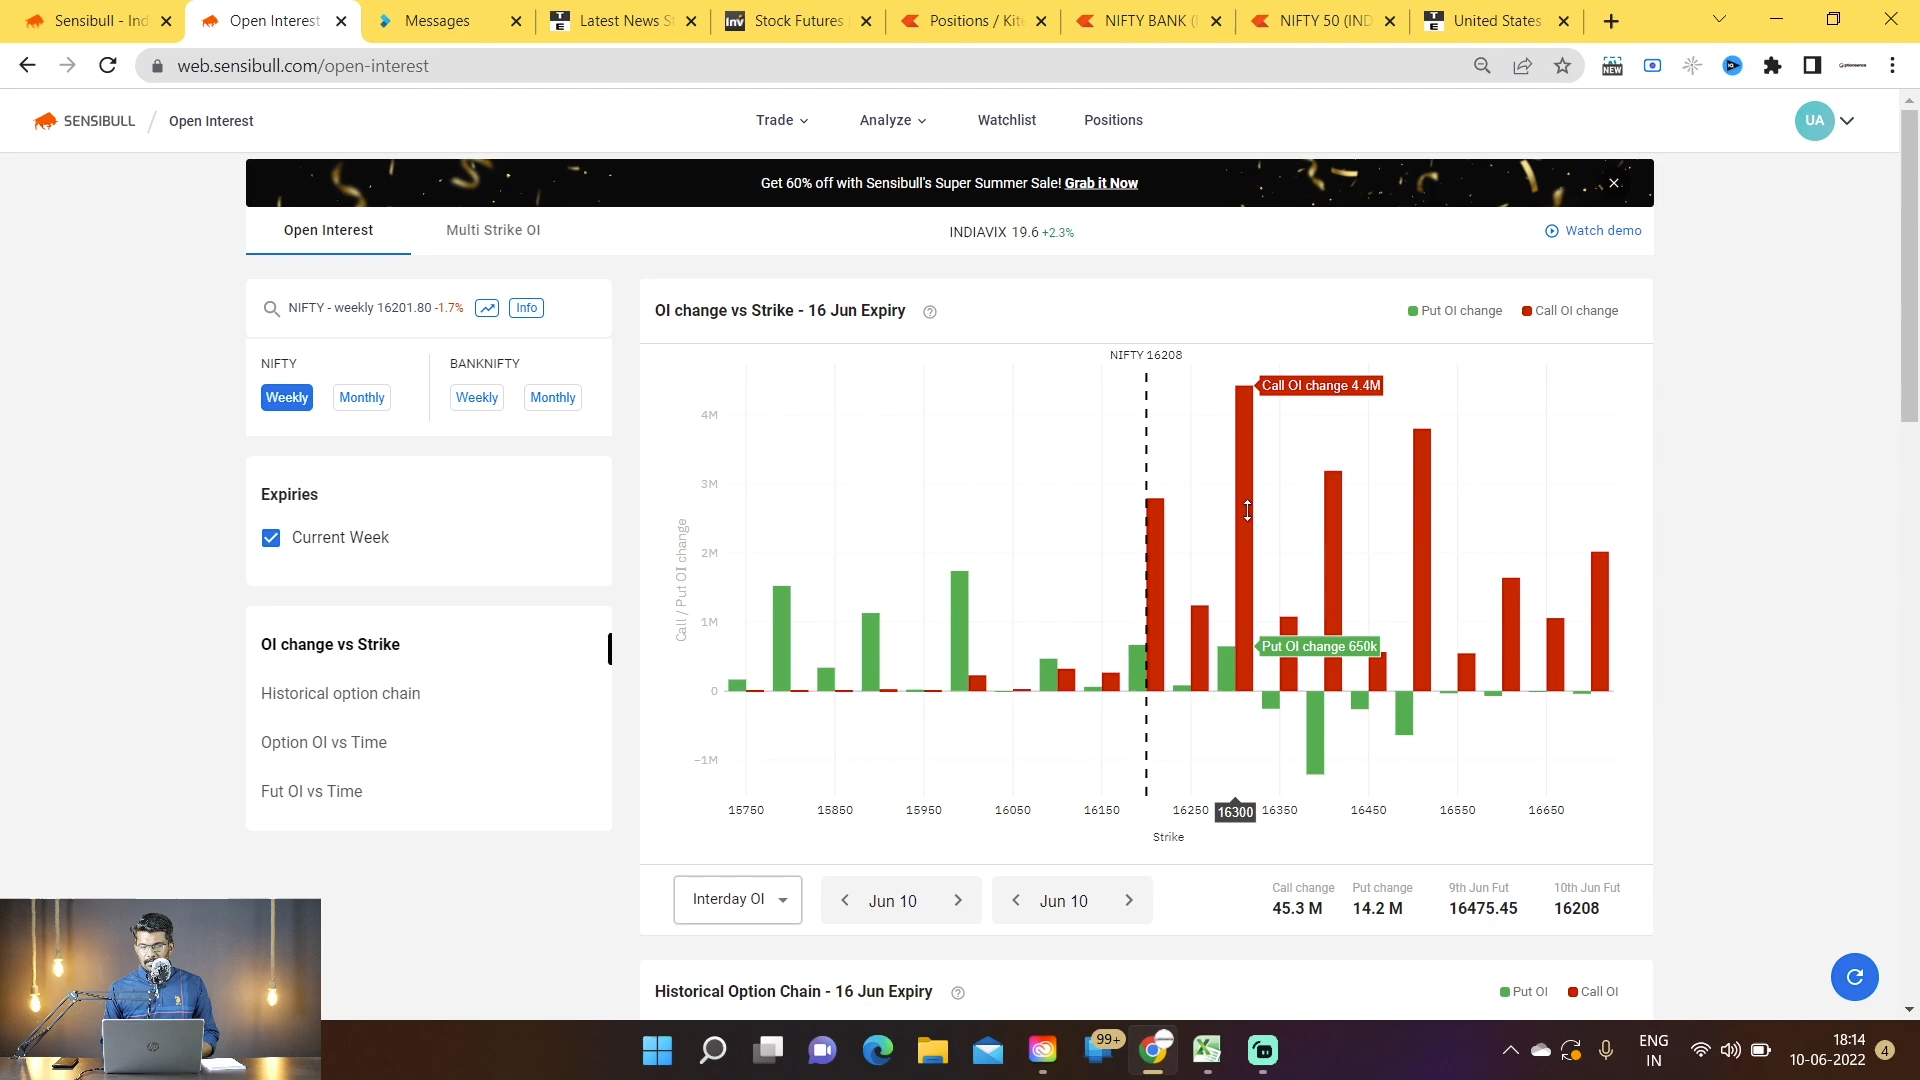 Sensibull - Ind
Open Interest
Messages
Latest News St
Stock Futures
Positions / Kite
NIFTY BANK (I
NIFTY 50 (IND
United States
web.sensibull.com/open-interest
SENSIBULL / Open Interest
Trade
Analyze
Watchlist
Positions
UA
Get 60% off with Sensibull's Super Summer Sale! Grab it Now
Open Interest
Multi Strike OI
INDIAVIX 19.6 +2.3%
Watch demo
NIFTY - weekly 16201.80 -1.7%
Info
NIFTY
BANKNIFTY
Weekly
Monthly
Weekly
Monthly
Expiries
Current Week
OI change vs Strike
Historical option chain
Option OI vs Time
Fut OI vs Time
OI change vs Strike - 16 Jun Expiry
Put OI change
Call OI change
NIFTY 16208
Call OI change 4.4M
Put OI change 650k
Call / Put OI change
4M
3M
2M
1M
0
−1M
15750
15850
15950
16050
16150
16250
16300
16350
16450
16550
16650
Strike
Interday OI
Jun 10
Jun 10
Call change
45.3 M
Put change
14.2 M
9th Jun Fut
16475.45
10th Jun Fut
16208
Historical Option Chain - 16 Jun Expiry
Put OI
Call OI
99+
ENG
IN
18:14
10-06-2022
4